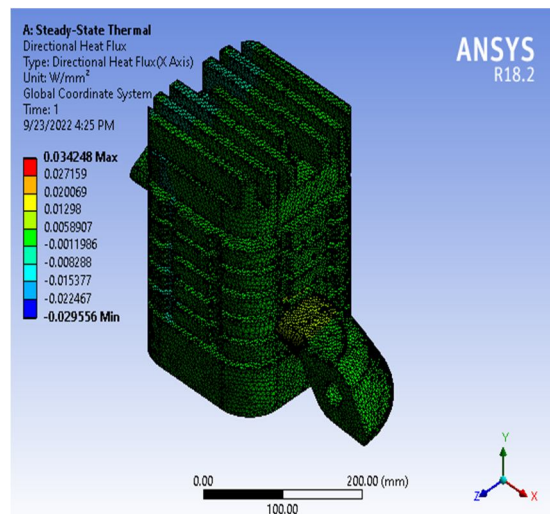 A: Steady-State Thermal
Directional Heat Flux
Type: Directional Heat Flux(X Axis)
Unit: W/mm²
Global Coordinate System
Time: 1
9/23/2022 4:25 PM
ANSYS
R18.2
0.034248 Max
0.027159
0.020069
0.01298
0.0058907
-0.0011986
-0.008288
-0.015377
-0.022467
-0.029556 Min
0.00
200.00 (mm)
100.00
Y
Z
X